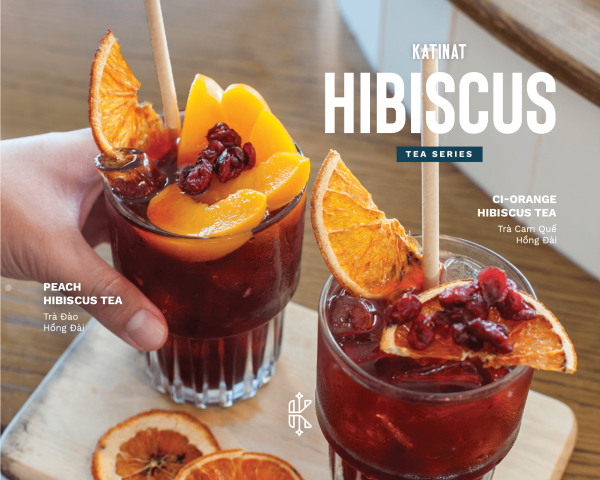 KATINAT
HIBISCUS
TEA SERIES
CI-ORANGE
HIBISCUS TEA
Trà Cam Quế
Hồng Đài
PEACH
HIBISCUS TEA
Trà Đào
Hồng Đài